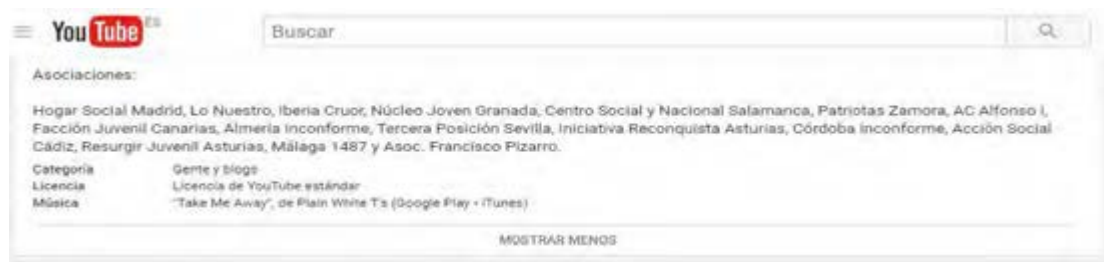 YouTube ES
Buscar
Asociaciones:
Hogar Social Madrid, Lo Nuestro, Iberia Cruor, Núcleo Joven Granada, Centro Social y Nacional Salamanca, Patriotas Zamora, AC Alfonso I,
Facción Juvenil Canarias, Almería Inconforme, Tercera Posición Sevilla, Iniciativa Reconquista Asturias, Córdoba Inconforme, Acción Social
Cádiz, Resurgir Juvenil Asturias, Málaga 1487 y Asoc. Francisco Pizarro.
Categoría Gente y blogs
Licencia Licencia de YouTube estándar
Música "Take Me Away", de Plain White T's (Google Play • iTunes)
MOSTRAR MENOS